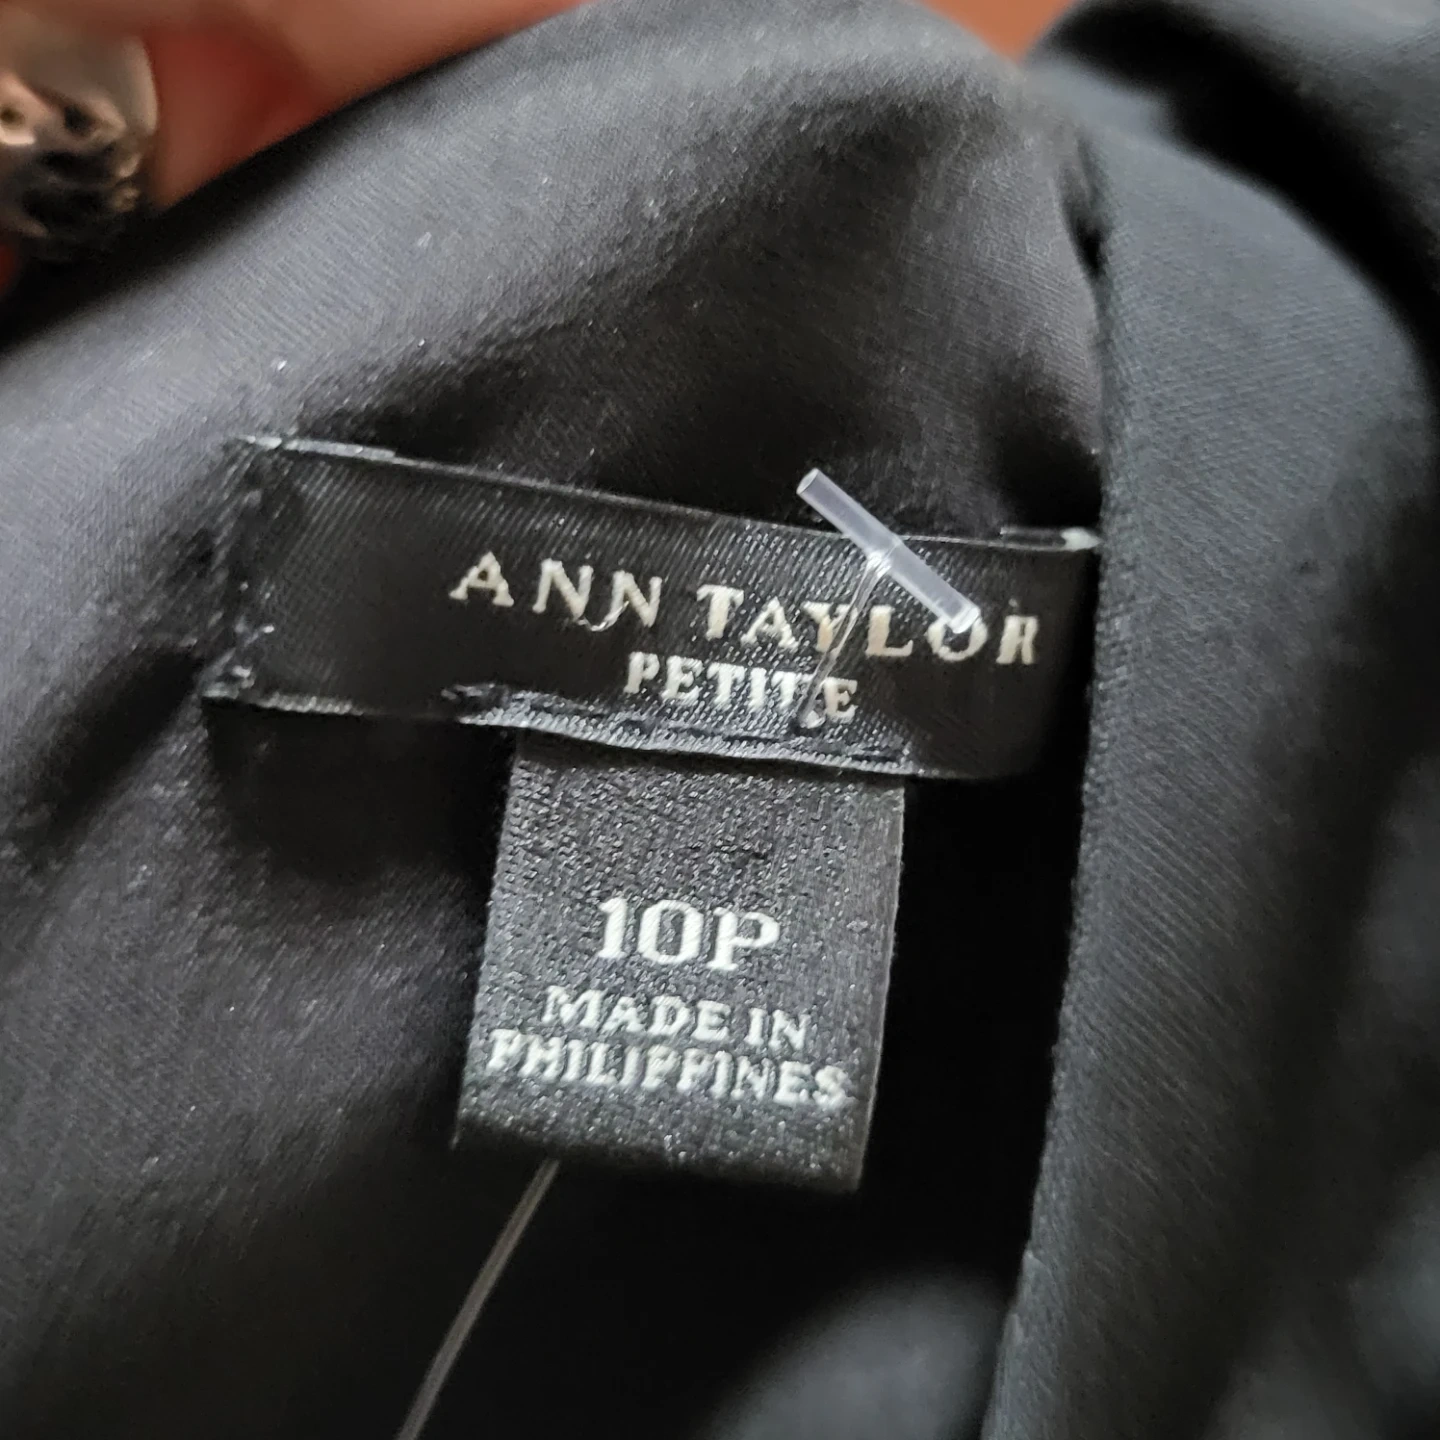 ANN TAYLOR
PETITE
10P
MADE IN
PHILIPPINES